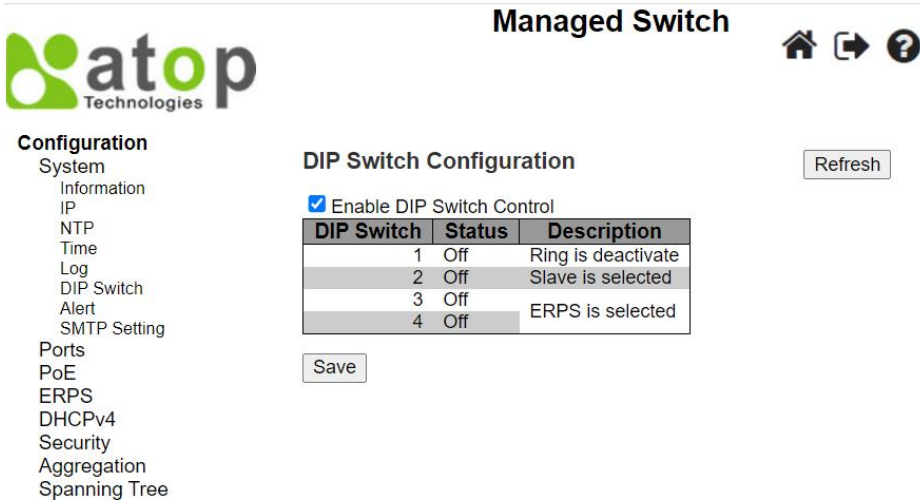 Managed Switch
atop
Technologies
Configuration
System
Information
IP
NTP
Time
Log
DIP Switch
Alert
SMTP Setting
Ports
PoE
ERPS
DHCPv4
Security
Aggregation
Spanning Tree
DIP Switch Configuration
Refresh
Enable DIP Switch Control
DIP Switch Status Description
1 Off Ring is deactivate
2 Off Slave is selected
3 Off ERPS is selected
4 Off
Save